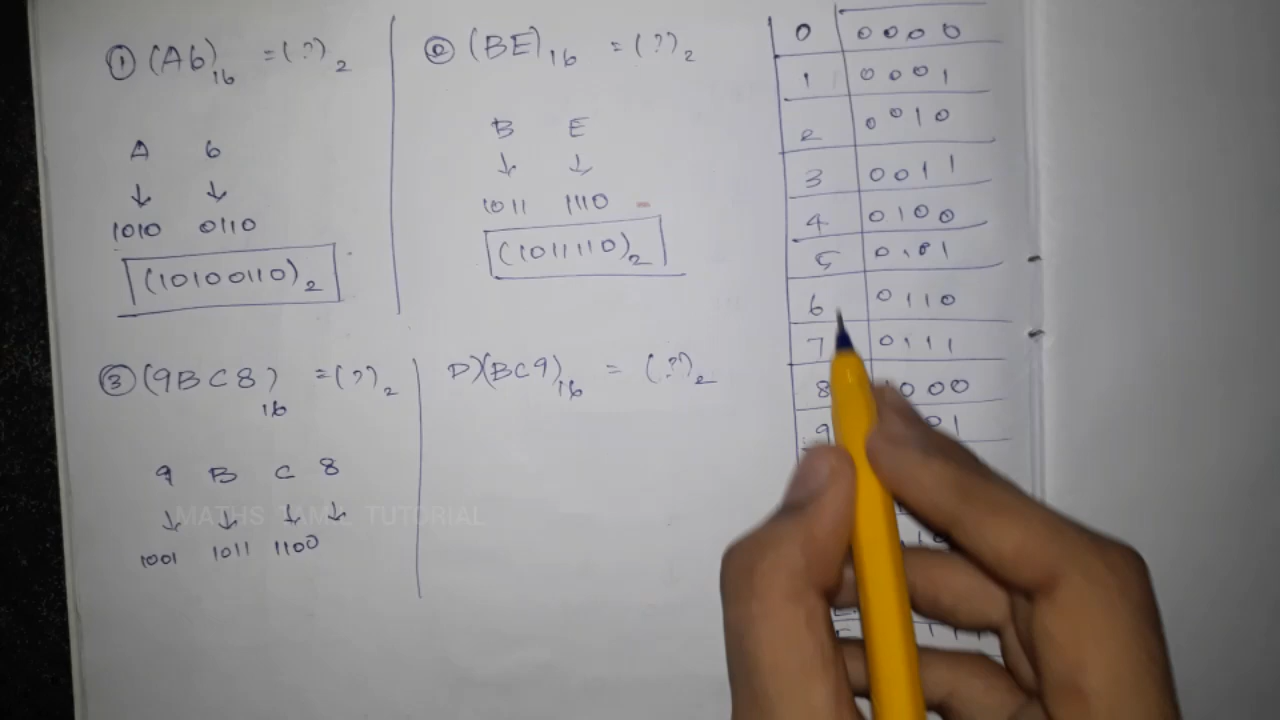 ① (A6)16 = (?)2
A 6
↓ ↓
1010 0110
(10100110)2
② (BE)16 = (?)2
B E
↓ ↓
1011 1110
(1011110)2
③ (9BC8)16 = (?)2
9 B C 8
↓ ↓ ↓ ↓
1001 1011 1100
D)(BC9)16 = (?)2
0 0000
1 0001
2 0010
3 0011
4 0100
5 0101
6 0110
7 0111
8 1000
9
MATHS TAMIL TUTORIAL